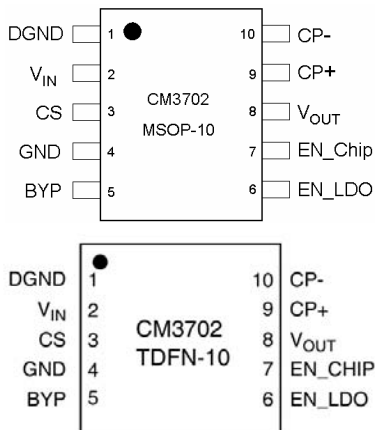 DGND 1 10 CP-
VIN 2 9 CP+
CS 3 CM3702 8 VOUT
MSOP-10
GND 4 7 EN_Chip
BYP 5 6 EN_LDO
DGND 1 10 CP-
VIN 2 9 CP+
CS 3 CM3702 8 VOUT
GND 4 TDFN-10 7 EN_CHIP
BYP 5 6 EN_LDO